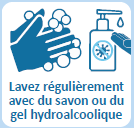 Lavez régulièrement
avec du savon ou du
gel hydroalcoolique